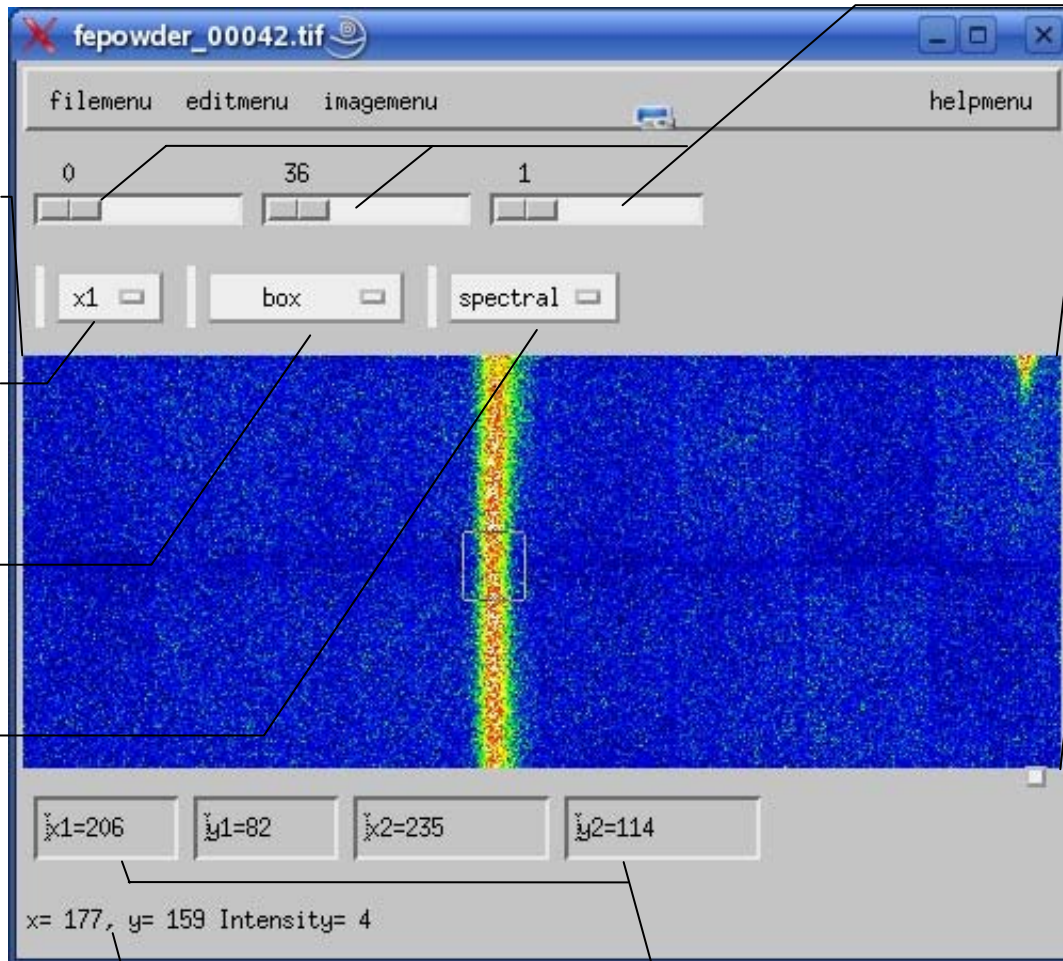 fepowder_00042.tif
filemenu editmenu imagemenu helpmenu
0 36 1
x1 box spectral
x1=206 y1=82 x2=235 y2=114
x= 177, y= 159 Intensity= 4